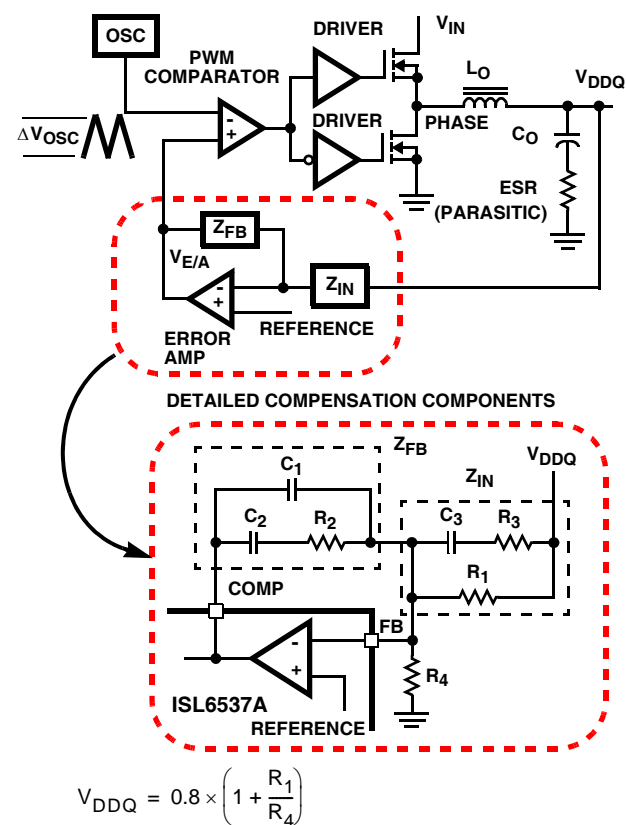 OSC
PWM
COMPARATOR
DRIVER
V_IN
ΔV_OSC
-
+
DRIVER
PHASE
L_O
V_DDQ
C_O
ESR
(PARASITIC)
Z_FB
V_E/A
-
+
Z_IN
ERROR
AMP
REFERENCE
DETAILED COMPENSATION COMPONENTS
Z_FB
C_1
C_2
R_2
V_DDQ
Z_IN
C_3
R_3
R_1
COMP
FB
-
+
R_4
ISL6537A
REFERENCE
V_DDQ = 0.8 × (1 + R_1/R_4)